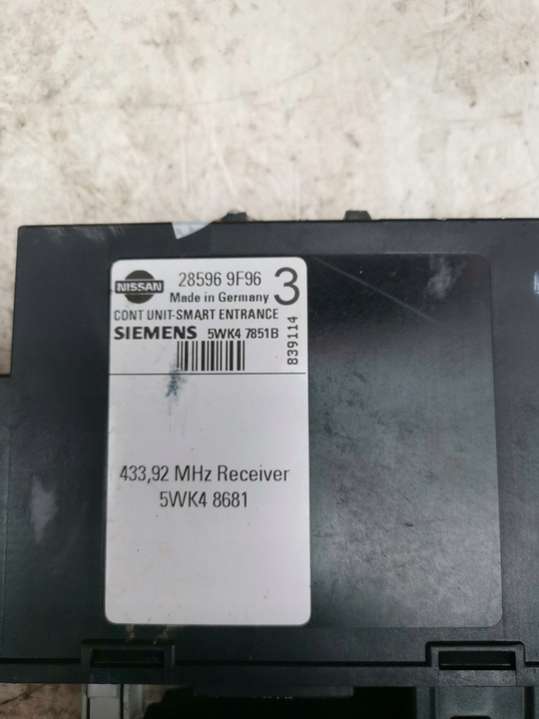 NISSAN
28596 9F96
Made in Germany
3
CONT UNIT-SMART ENTRANCE
SIEMENS 5WK4 7851B
839114
433,92 MHz Receiver
5WK4 8681